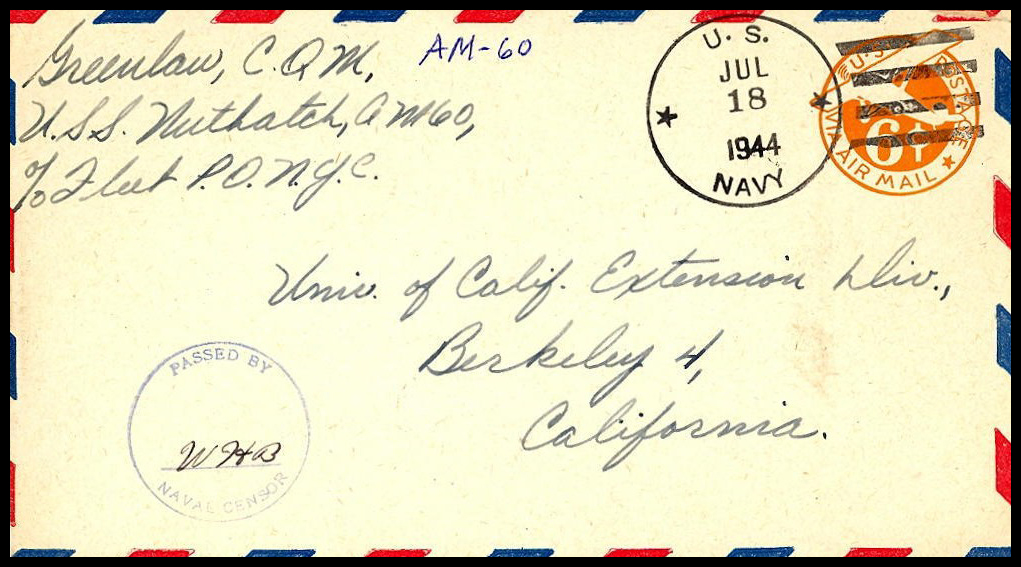 Greenlaw, C.Q.M. AM-60
U.S.S. Nuthatch, AM60,
c/o Fleet P.O. N.Y.C.
U. S.
JUL
18
1944
NAVY
U.S. POSTAGE
6¢
VIA AIR MAIL
Univ. of Calif. Extension Div.,
Berkeley 4,
California.
PASSED BY
WHB
NAVAL CENSOR